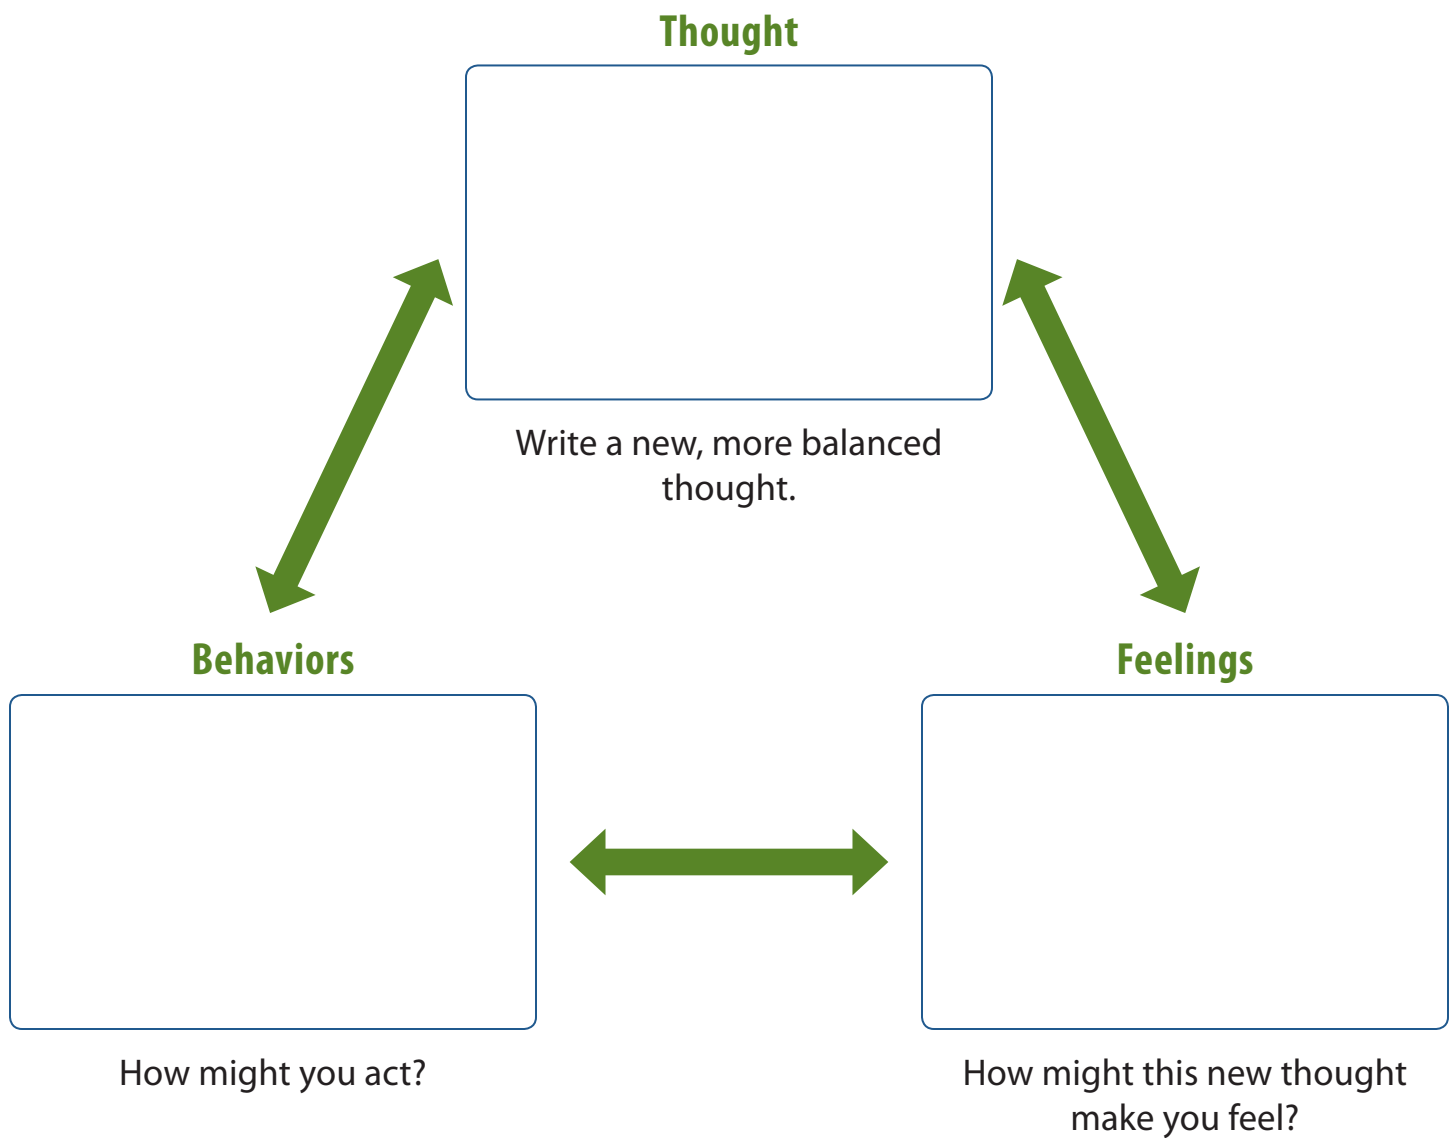 Thought
Write a new, more balanced
thought.
Behaviors
Feelings
How might you act?
How might this new thought
make you feel?